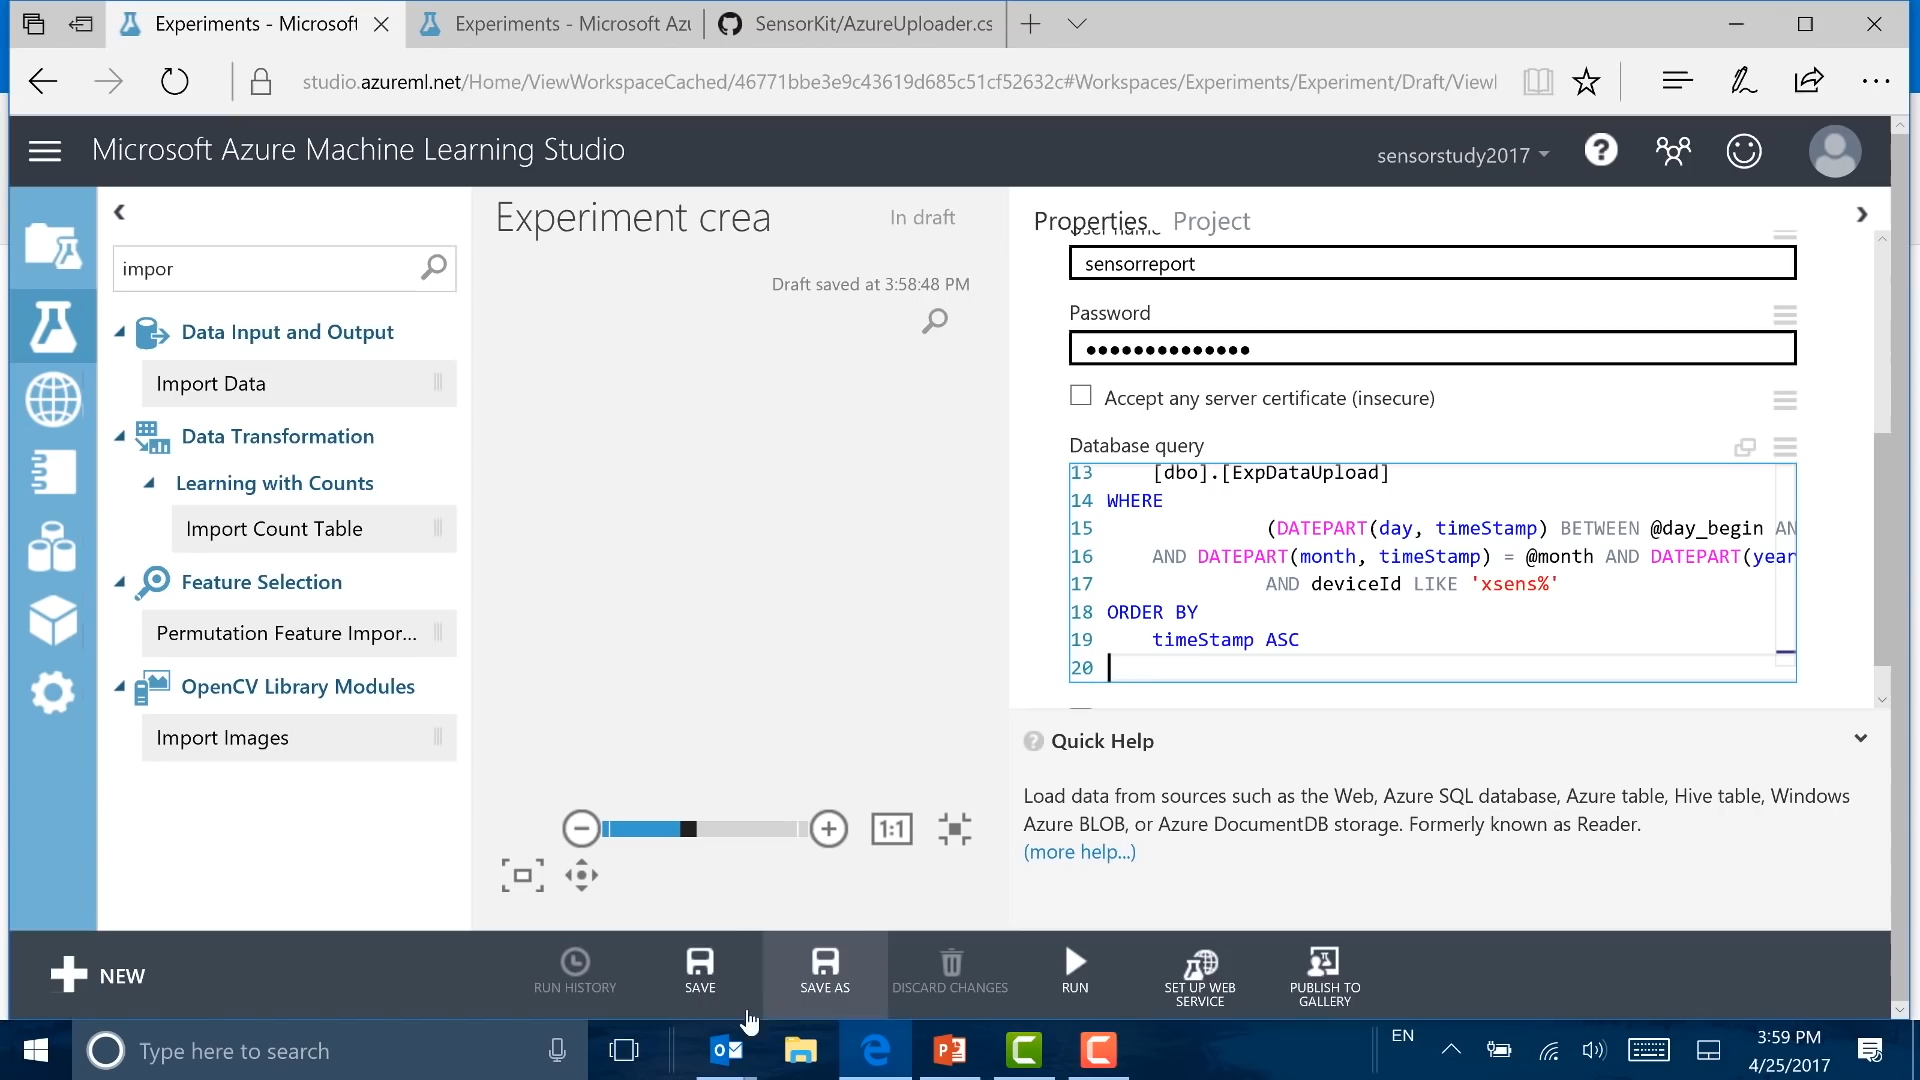 Experiments - Microsoft
Experiments - Microsoft Azu
SensorKit/AzureUploader.cs
studio.azureml.net/Home/ViewWorkspaceCached/46771bbe3e9c43619d685c51cf52632c#Workspaces/Experiments/Experiment/Draft/Viewl
Microsoft Azure Machine Learning Studio
sensorstudy2017
Experiment crea
In draft
Draft saved at 3:58:48 PM
impor
Data Input and Output
Import Data
Data Transformation
Learning with Counts
Import Count Table
Feature Selection
Permutation Feature Impor...
OpenCV Library Modules
Import Images
1:1
Properties Project
User name
sensorreport
Password
Accept any server certificate (insecure)
Database query
13 [dbo].[ExpDataUpload]
14 WHERE
15 (DATEPART(day, timeStamp) BETWEEN @day_begin AN
16 AND DATEPART(month, timeStamp) = @month AND DATEPART(year
17 AND deviceId LIKE 'xsens%'
18 ORDER BY
19 timeStamp ASC
20
Quick Help
Load data from sources such as the Web, Azure SQL database, Azure table, Hive table, Windows
Azure BLOB, or Azure DocumentDB storage. Formerly known as Reader.
(more help...)
NEW
RUN HISTORY
SAVE
SAVE AS
DISCARD CHANGES
RUN
SET UP WEB
SERVICE
PUBLISH TO
GALLERY
Type here to search
EN
3:59 PM
4/25/2017